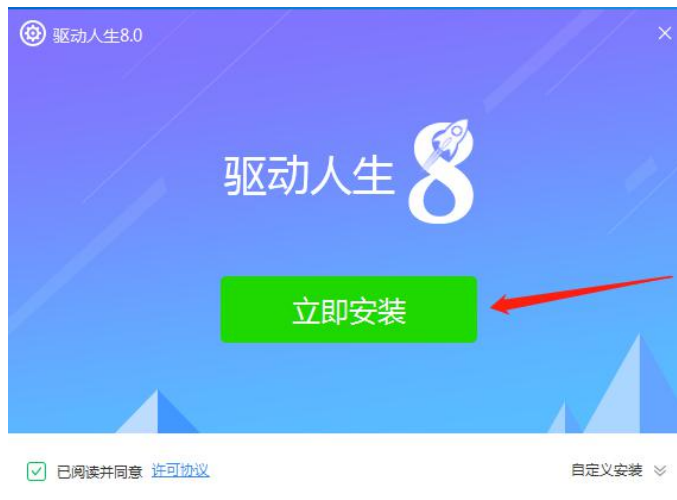 驱动人生8.0
驱动人生 8
立即安装
已阅读并同意 许可协议
自定义安装